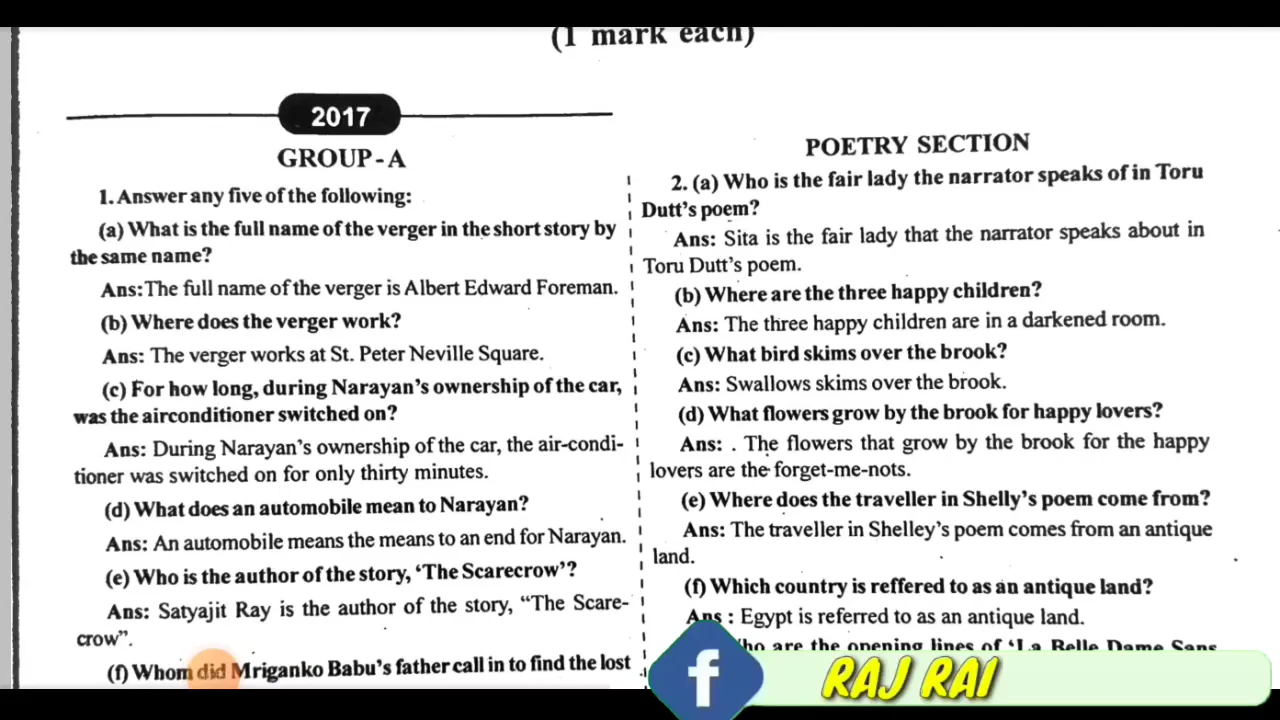 (1 mark each)
2017
GROUP-A
1. Answer any five of the following:
(a) What is the full name of the verger in the short story by
the same name?
Ans: The full name of the verger is Albert Edward Foreman.
(b) Where does the verger work?
Ans: The verger works at St. Peter Neville Square.
(c) For how long, during Narayan's ownership of the car,
was the airconditioner switched on?
Ans: During Narayan's ownership of the car, the air-condi-
tioner was switched on for only thirty minutes.
(d) What does an automobile mean to Narayan?
Ans: An automobile means the means to an end for Narayan.
(e) Who is the author of the story, 'The Scarecrow'?
Ans: Satyajit Ray is the author of the story, "The Scare-
crow".
(f) Whom did Mriganko Babu's father call in to find the lost
POETRY SECTION
2. (a) Who is the fair lady the narrator speaks of in Toru
Dutt's poem?
Ans: Sita is the fair lady that the narrator speaks about in
Toru Dutt's poem.
(b) Where are the three happy children?
Ans: The three happy children are in a darkened room.
(c) What bird skims over the brook?
Ans: Swallows skims over the brook.
(d) What flowers grow by the brook for happy lovers?
Ans: . The flowers that grow by the brook for the happy
lovers are the forget-me-nots.
(e) Where does the traveller in Shelly's poem come from?
Ans: The traveller in Shelley's poem comes from an antique
land.
(f) Which country is reffered to as an antique land?
Ans : Egypt is referred to as an antique land.
are the opening lines of 'La Belle Dame Sans
f RAJ RAI